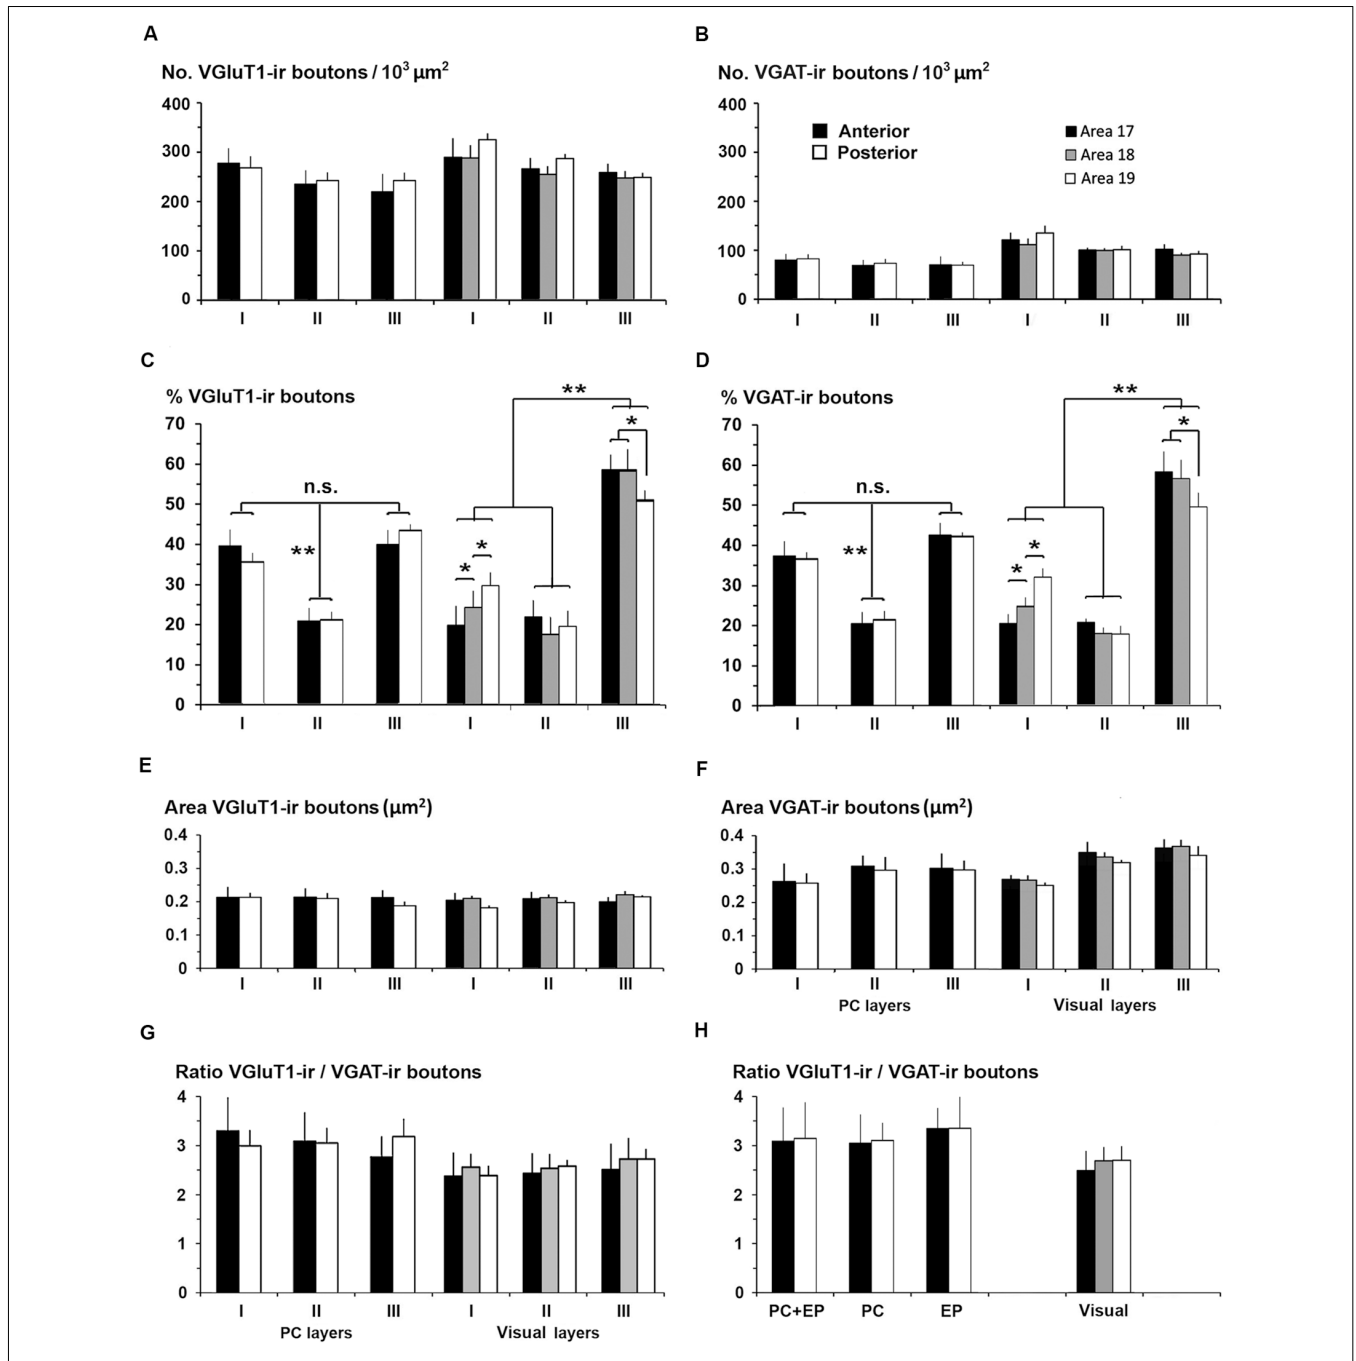 A
No. VGluT1-ir boutons / 10³ µm²
400
300
200
100
0
I II III I II III
B
No. VGAT-ir boutons / 10³ µm²
400
300
200
100
0
Anterior
Posterior
Area 17
Area 18
Area 19
I II III I II III
C
% VGluT1-ir boutons
70
60
50
40
30
20
10
0
n.s.
**
*
*
**
*
I II III I II III
D
% VGAT-ir boutons
70
60
50
40
30
20
10
0
n.s.
**
*
*
**
*
I II III I II III
E
Area VGluT1-ir boutons (µm²)
0.4
0.3
0.2
0.1
0
I II III I II III
F
Area VGAT-ir boutons (µm²)
0.4
0.3
0.2
0.1
0
I II III I II III
PC layers Visual layers
G
Ratio VGluT1-ir / VGAT-ir boutons
4
3
2
1
0
I II III I II III
PC layers Visual layers
H
Ratio VGluT1-ir / VGAT-ir boutons
4
3
2
1
0
PC+EP PC EP Visual